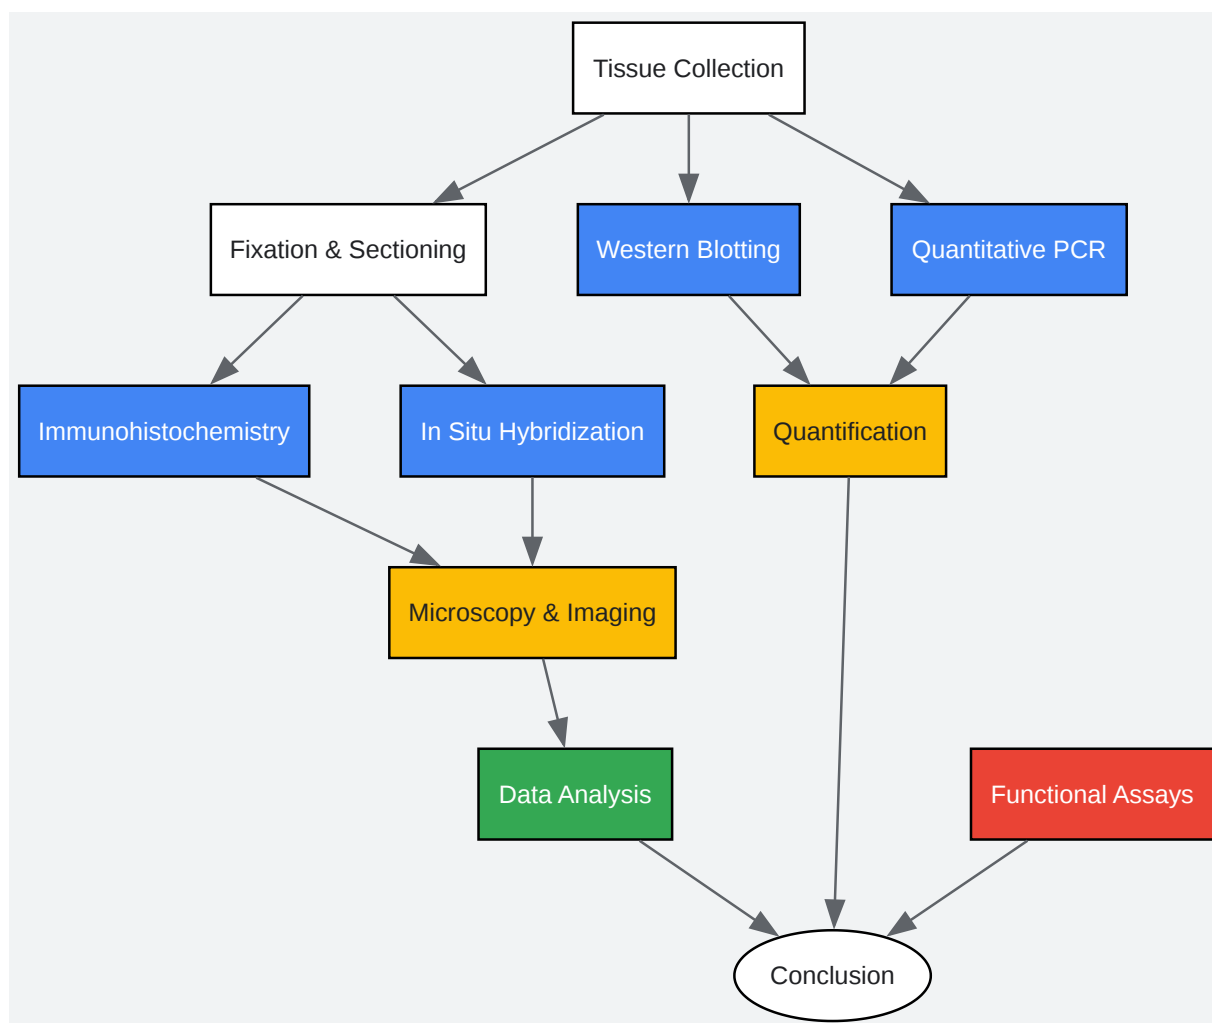 Tissue Collection
Fixation & Sectioning
Western Blotting
Quantitative PCR
Immunohistochemistry
In Situ Hybridization
Quantification
Microscopy & Imaging
Data Analysis
Functional Assays
Conclusion